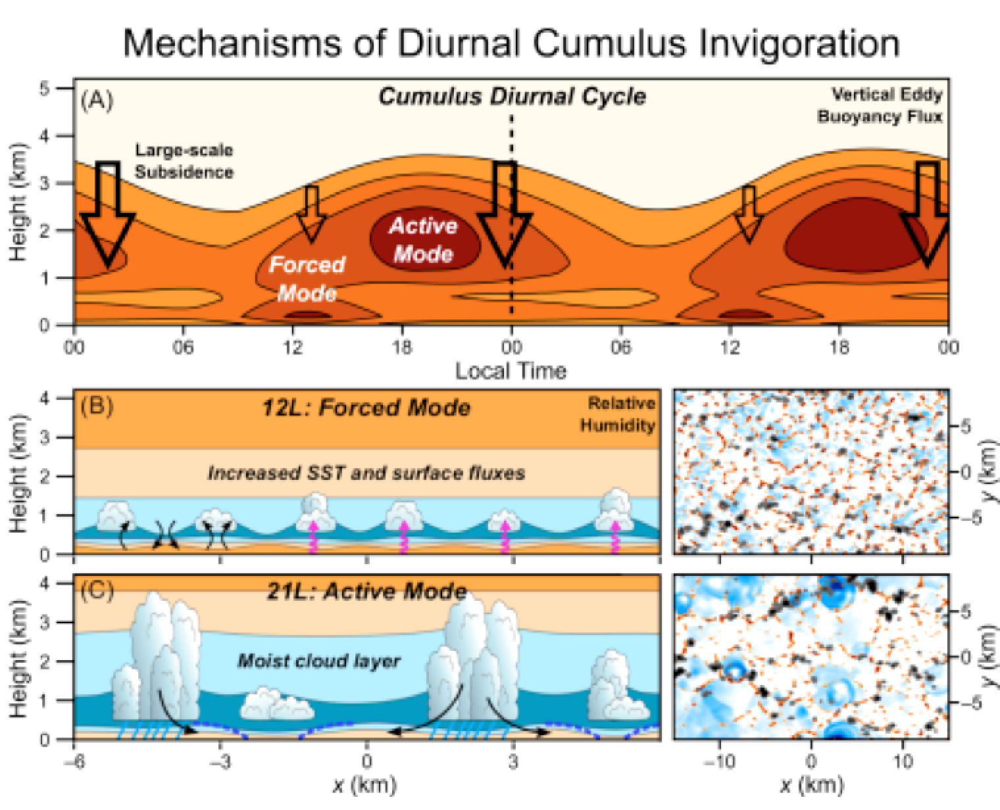 Mechanisms of Diurnal Cumulus Invigoration
(A)
Cumulus Diurnal Cycle
Vertical Eddy
Buoyancy Flux
Large-scale
Subsidence
Active
Mode
Forced
Mode
Height (km)
5
4
3
2
1
0
00
06
12
18
00
06
12
18
00
Local Time
(B)
12L: Forced Mode
Relative
Humidity
Increased SST and surface fluxes
Height (km)
4
3
2
1
0
5
0
−5
y (km)
(C)
21L: Active Mode
Moist cloud layer
Height (km)
4
3
2
1
0
−6
−3
0
3
x (km)
5
0
−5
y (km)
−10
0
10
x (km)